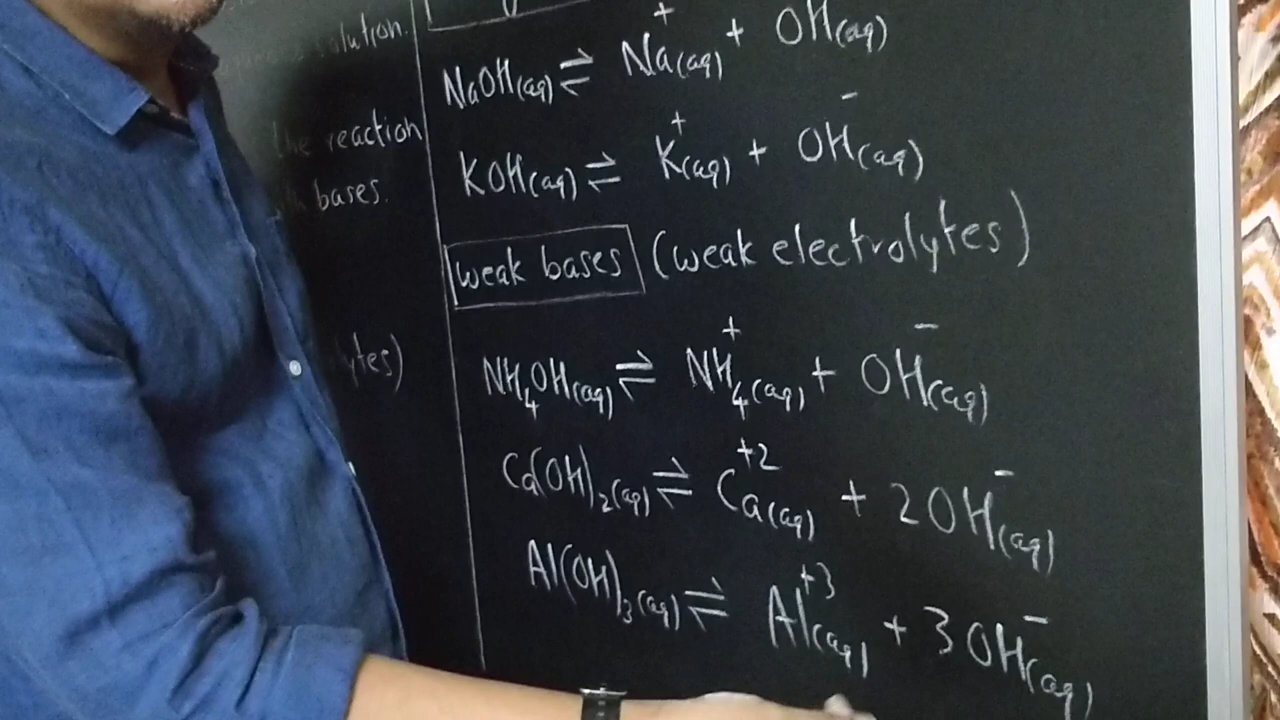 solution.
the reaction
bases.
ytes)
NaOH(aq) ⇌ Na⁺(aq) + OH(aq)
KOH(aq) ⇌ K⁺(aq) + OH⁻(aq)
weak bases (weak electrolytes)
NH₄OH(aq) ⇌ NH₄⁺(aq) + OH⁻(aq)
Ca(OH)₂(aq) ⇌ Ca⁺²(aq) + 2OH⁻(aq)
Al(OH)₃(aq) ⇌ Al⁺³(aq) + 3OH⁻(aq)